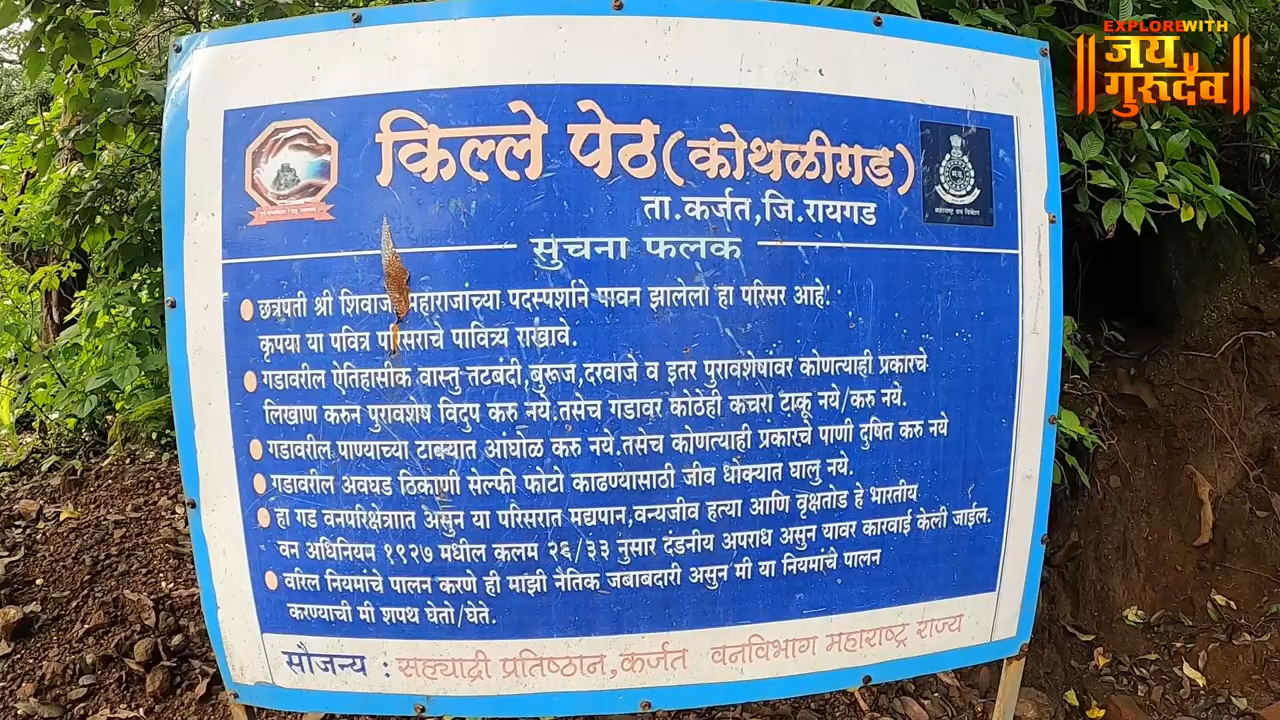 EXPLORE WITH
जय
गुरुदेव
किल्ले पेठ (कोथळीगड)
ता.कर्जत,जि.रायगड
सुचना फलक
छत्रपती श्री शिवाजी महाराजांच्या पदस्पर्शाने पावन झालेला हा परिसर आहे.
कृपया या पवित्र परिसराचे पावित्र्य राखावे.
गडावरील ऐतिहासीक वास्तु तटबंदी,बुरूज,दरवाजे व इतर पुरावशेषांवर कोणत्याही प्रकारचे
लिखाण करुन पुरावशेष विद्रुप करु नये.तसेच गडावर कोठेही कचरा टाकू नये/करु नये.
गडावरील पाण्याच्या टाक्यात आंघोळ करु नये.तसेच कोणत्याही प्रकारचे पाणी दुषित करु नये
गडावरील अवघड ठिकाणी सेल्फी फोटो काढण्यासाठी जीव धोक्यात घालु नये.
हा गड वनपरिक्षेत्राात असुन या परिसरात मद्यपान,वन्यजीव हत्या आणि वृक्षतोड हे भारतीय
वन अधिनियम १९२७ मधील कलम २६/३३ नुसार दंडनीय अपराध असुन यावर कारवाई केली जाईल.
वरिल नियमांचे पालन करणे ही माझी नैतिक जबाबदारी असुन मी या नियमांचे पालन
करण्याची मी शपथ घेतो/घेते.
सौजन्य : सह्याद्री प्रतिष्ठान, कर्जत वनविभाग महाराष्ट्र राज्य